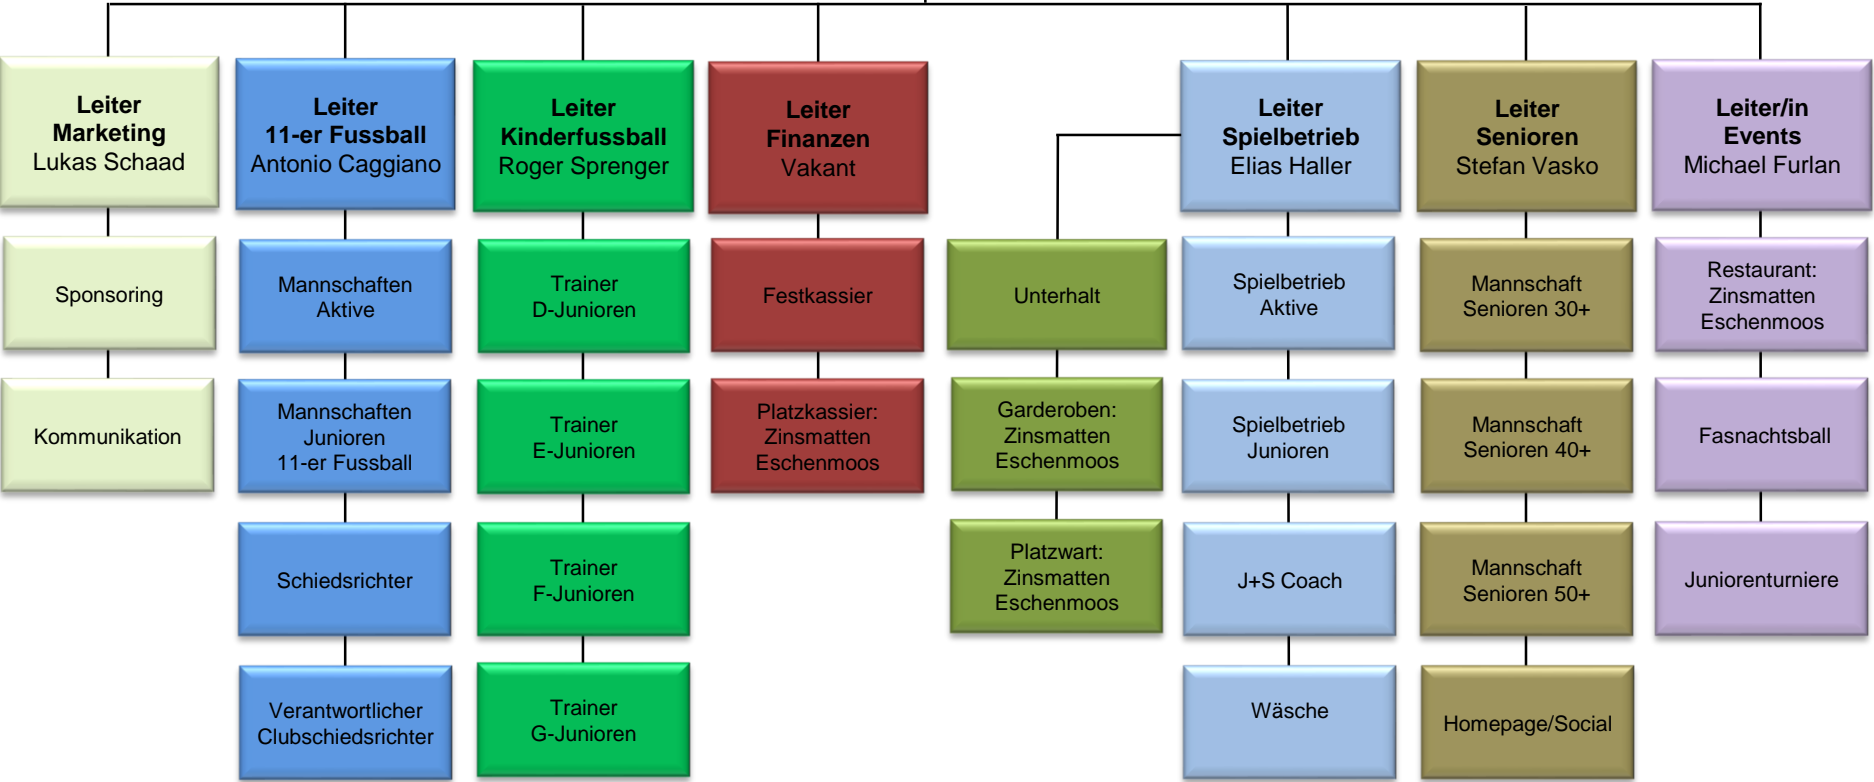 Leiter
Marketing
Lukas Schaad
Leiter
11-er Fussball
Antonio Caggiano
Leiter
Kinderfussball
Roger Sprenger
Leiter
Finanzen
Vakant
Leiter
Spielbetrieb
Elias Haller
Leiter
Senioren
Stefan Vasko
Leiter/in
Events
Michael Furlan
Sponsoring
Mannschaften
Aktive
Trainer
D-Junioren
Festkassier
Unterhalt
Spielbetrieb
Aktive
Mannschaft
Senioren 30+
Restaurant:
Zinsmatten
Eschenmoos
Kommunikation
Mannschaften
Junioren
11-er Fussball
Trainer
E-Junioren
Platzkassier:
Zinsmatten
Eschenmoos
Garderoben:
Zinsmatten
Eschenmoos
Spielbetrieb
Junioren
Mannschaft
Senioren 40+
Fasnachtsball
Schiedsrichter
Trainer
F-Junioren
Platzwart:
Zinsmatten
Eschenmoos
J+S Coach
Mannschaft
Senioren 50+
Juniorenturniere
Verantwortlicher
Clubschiedsrichter
Trainer
G-Junioren
Wäsche
Homepage/Social